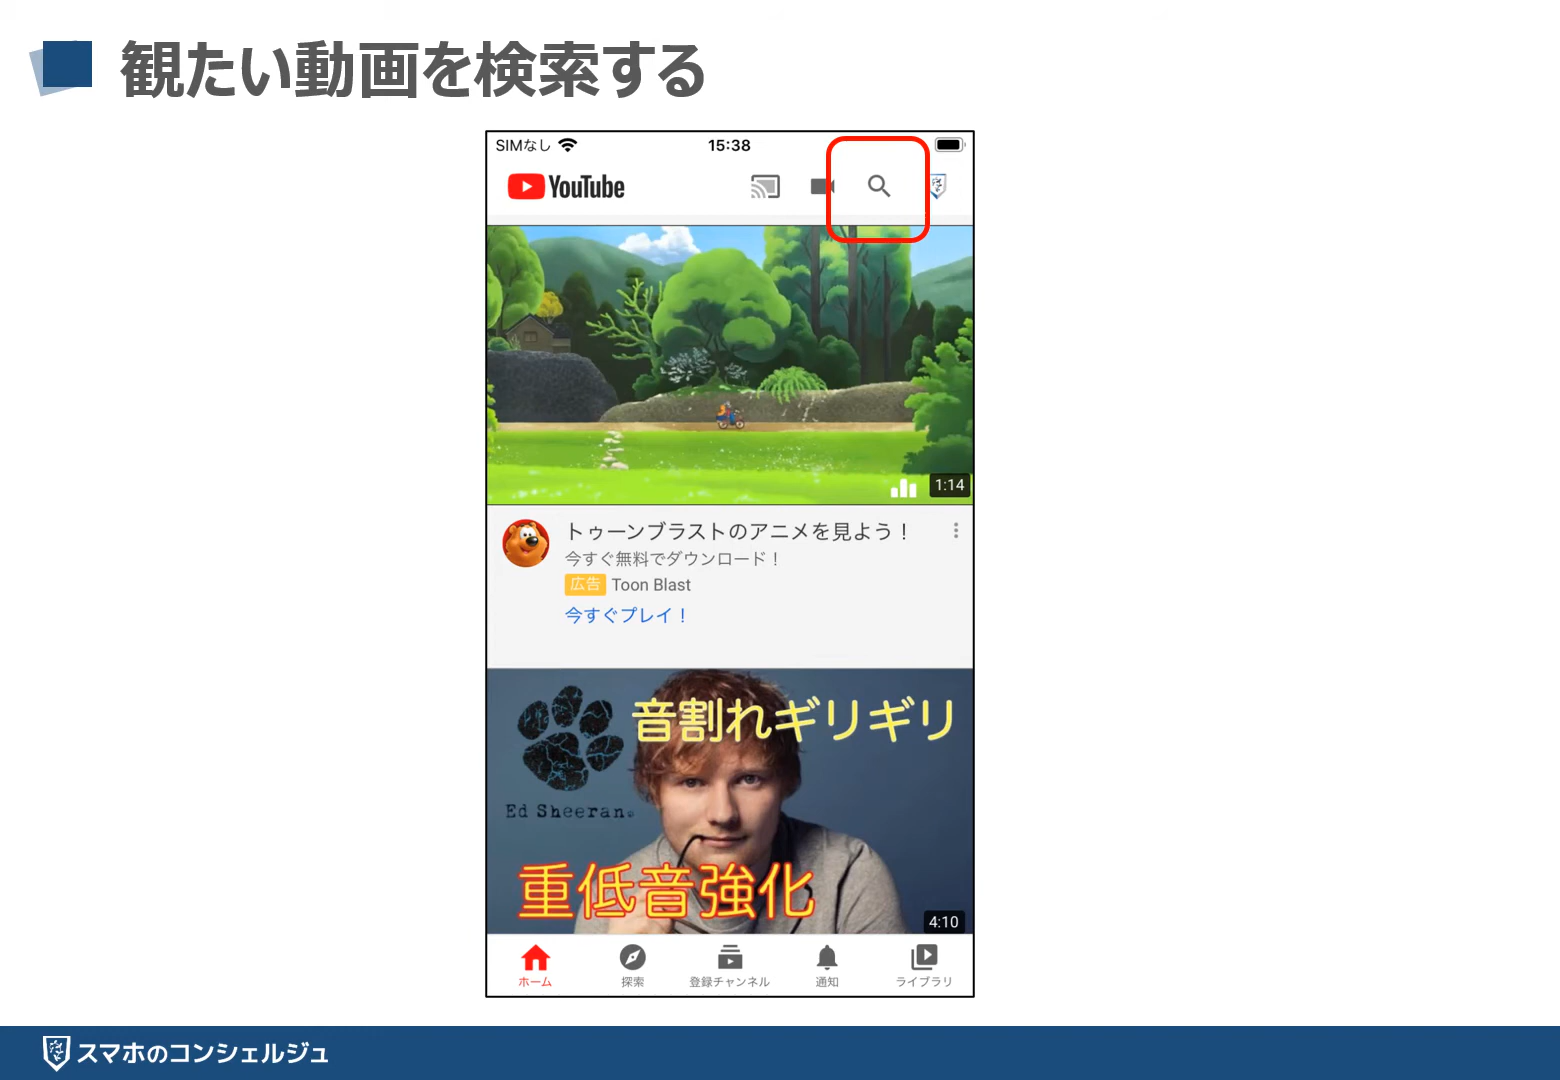 観たい動画を検索する
SIMなし 15:38
YouTube
1:14
トゥーンブラストのアニメを見よう！
今すぐ無料でダウンロード！
広告 Toon Blast
今すぐプレイ！
音割れギリギリ
Ed Sheeran
重低音強化
4:10
ホーム 探索 登録チャンネル 通知 ライブラリ
スマホのコンシェルジュ